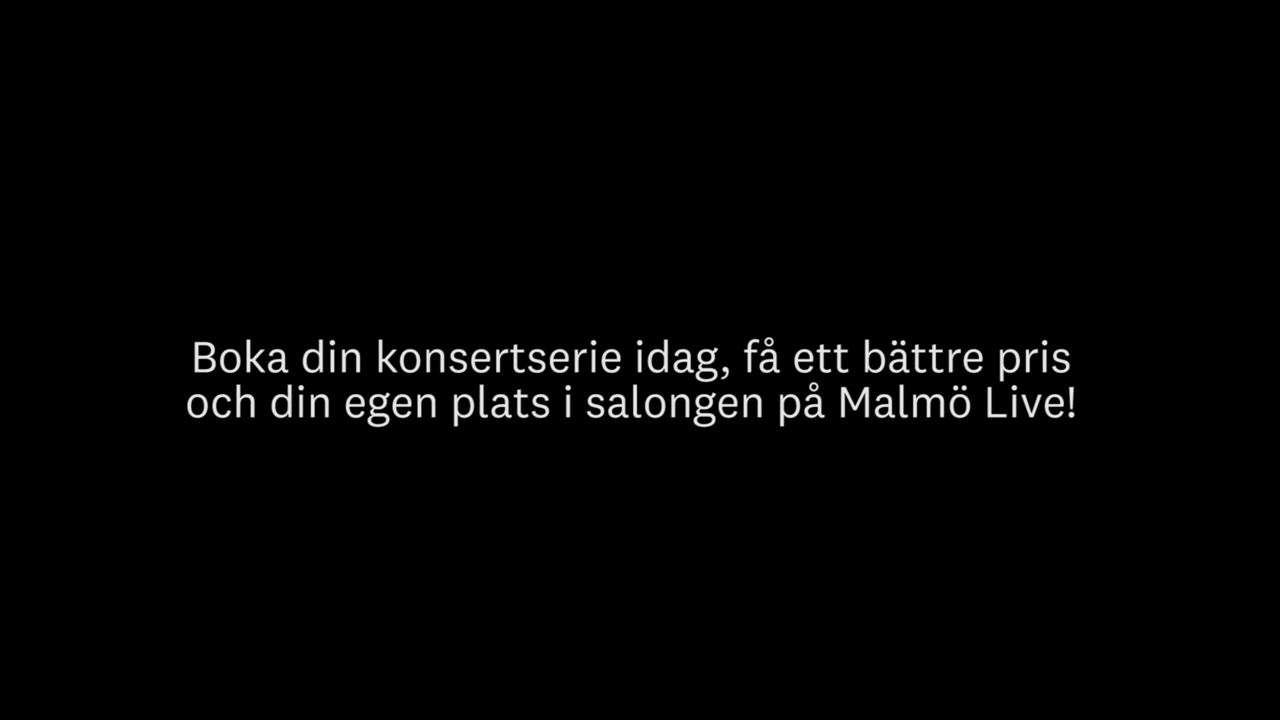 Boka din konsertserie idag, få ett bättre pris
och din egen plats i salongen på Malmö Live!